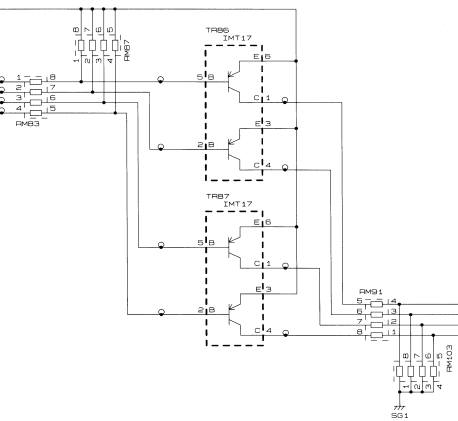 TR86
IMT17
8 7 6 5
1 2 3 4
RM87
E 6
5 B
C 1
1 8
2 7
3 6
4 5
RM83
E 3
2 B
C 4
TR87
IMT17
E 6
5 B
C 1
E 3
2 B
C 4
RM91
5 4
6 3
7 2
8 1
8 7 6 5
1 2 3 4
RM103
SG1